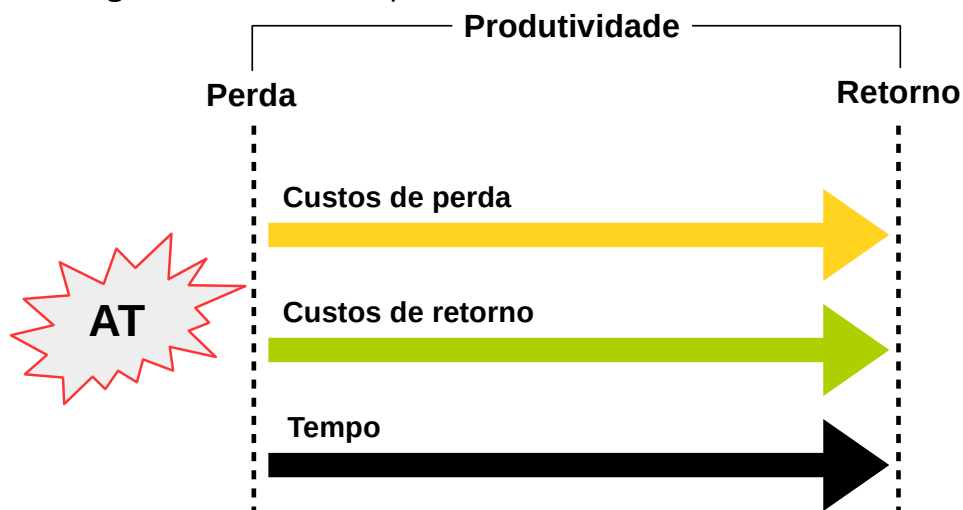 Produtividade
Perda
Retorno
Custos de perda
AT
Custos de retorno
Tempo